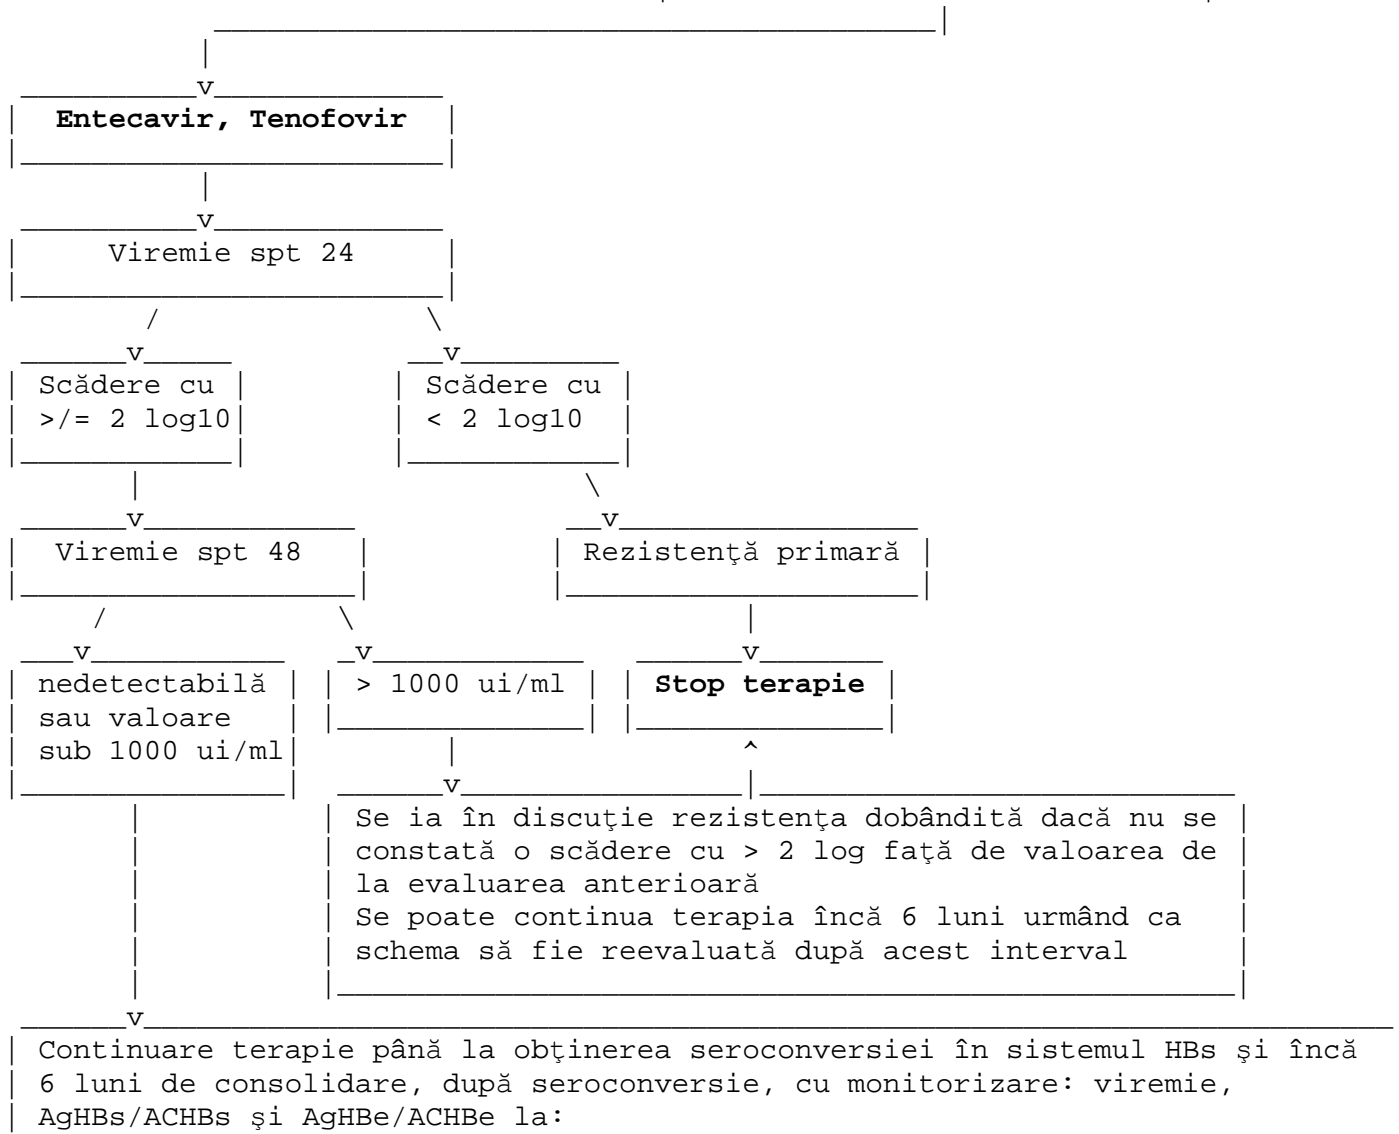 Entecavir, Tenofovir
Viremie spt 24
Scădere cu
>/= 2 log10
Scădere cu
< 2 log10
Viremie spt 48
Rezistenţă primară
nedetectabilă
sau valoare
sub 1000 ui/ml
> 1000 ui/ml
Stop terapie
Se ia în discuţie rezistenţa dobândită dacă nu se
constată o scădere cu > 2 log faţă de valoarea de
la evaluarea anterioară
Se poate continua terapia încă 6 luni urmând ca
schema să fie reevaluată după acest interval
Continuare terapie până la obţinerea seroconversiei în sistemul HBs şi încă
6 luni de consolidare, după seroconversie, cu monitorizare: viremie,
AgHBs/ACHBs şi AgHBe/ACHBe la: